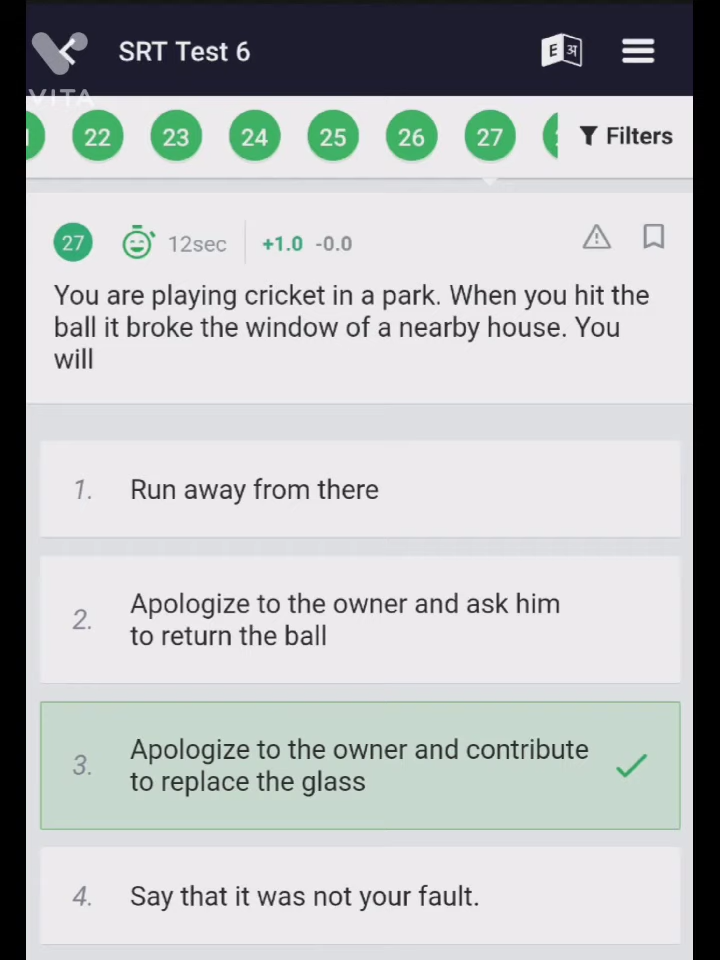 SRT Test 6
E अ
VITA
22 23 24 25 26 27
Filters
27 12sec +1.0 -0.0
You are playing cricket in a park. When you hit the
ball it broke the window of a nearby house. You
will
1. Run away from there
2. Apologize to the owner and ask him
to return the ball
3. Apologize to the owner and contribute
to replace the glass
4. Say that it was not your fault.